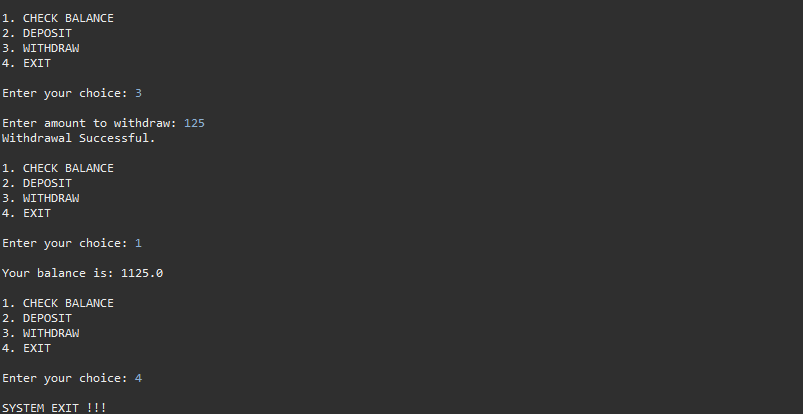 1. CHECK BALANCE
2. DEPOSIT
3. WITHDRAW
4. EXIT
Enter your choice: 3
Enter amount to withdraw: 125
Withdrawal Successful.
1. CHECK BALANCE
2. DEPOSIT
3. WITHDRAW
4. EXIT
Enter your choice: 1
Your balance is: 1125.0
1. CHECK BALANCE
2. DEPOSIT
3. WITHDRAW
4. EXIT
Enter your choice: 4
SYSTEM EXIT !!!